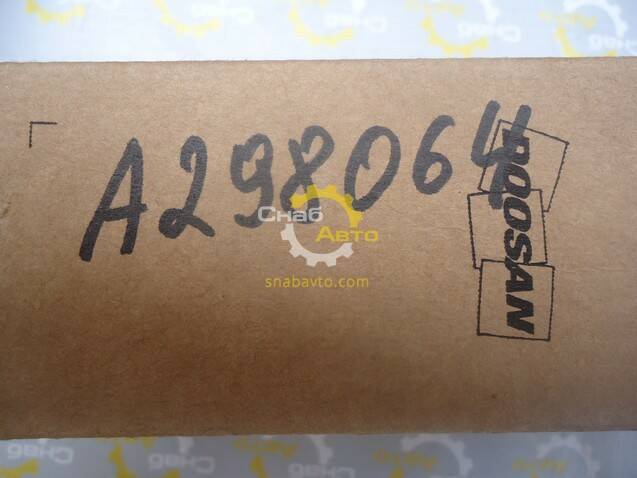 A298064
DOOSAN
Снаб
Авто
snabavto.com